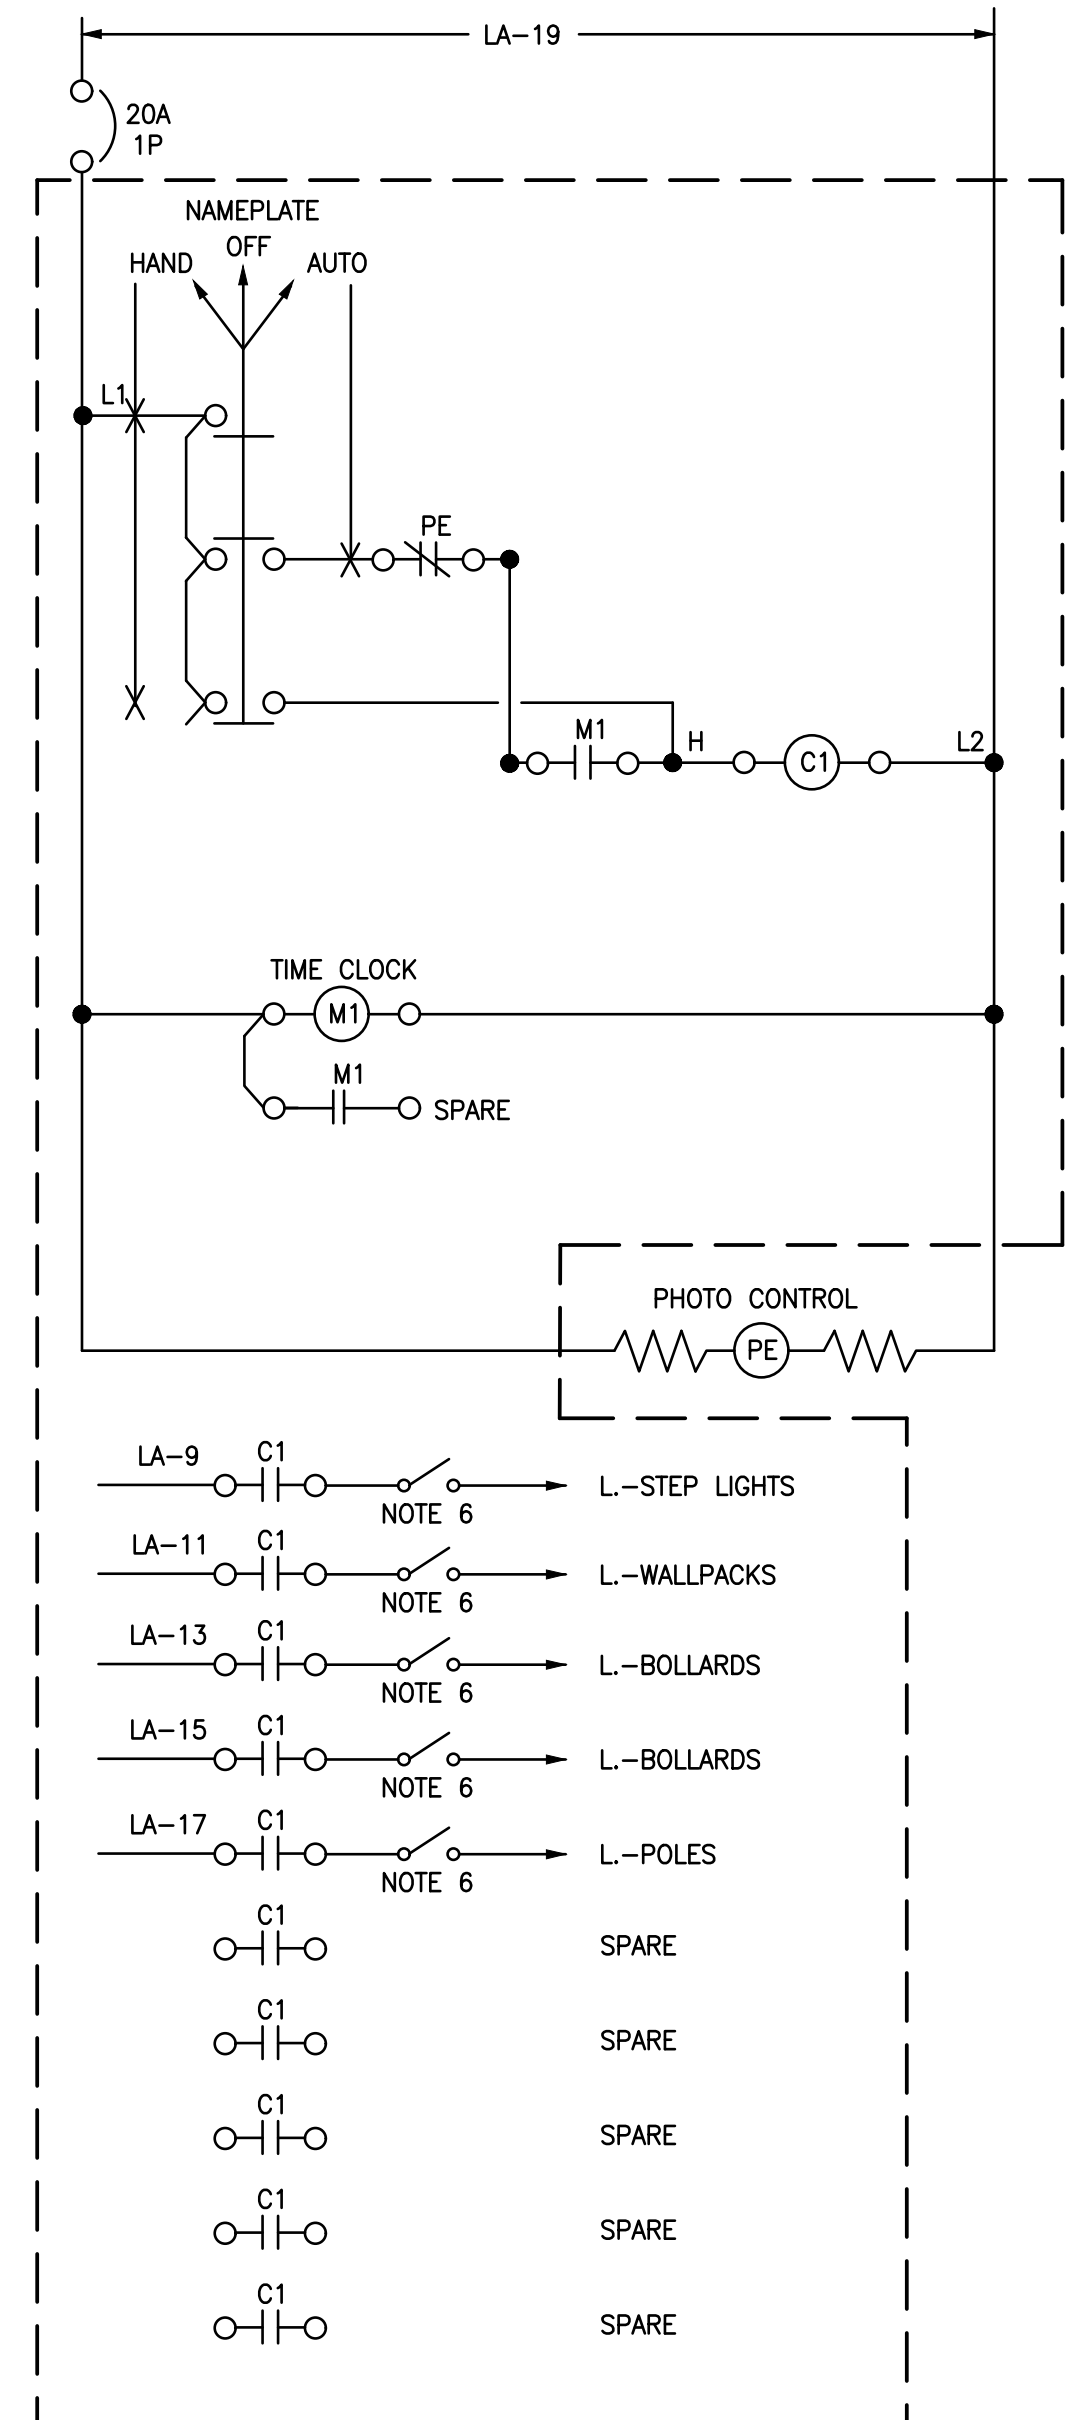 LA-19
20A
1P
NAMEPLATE
OFF
HAND
AUTO
L1
PE
M1
H
C1
L2
TIME CLOCK
M1
M1
SPARE
PHOTO CONTROL
PE
LA-9
C1
NOTE 6
L.-STEP LIGHTS
LA-11
C1
NOTE 6
L.-WALLPACKS
LA-13
C1
NOTE 6
L.-BOLLARDS
LA-15
C1
NOTE 6
L.-BOLLARDS
LA-17
C1
NOTE 6
L.-POLES
C1
SPARE
C1
SPARE
C1
SPARE
C1
SPARE
C1
SPARE